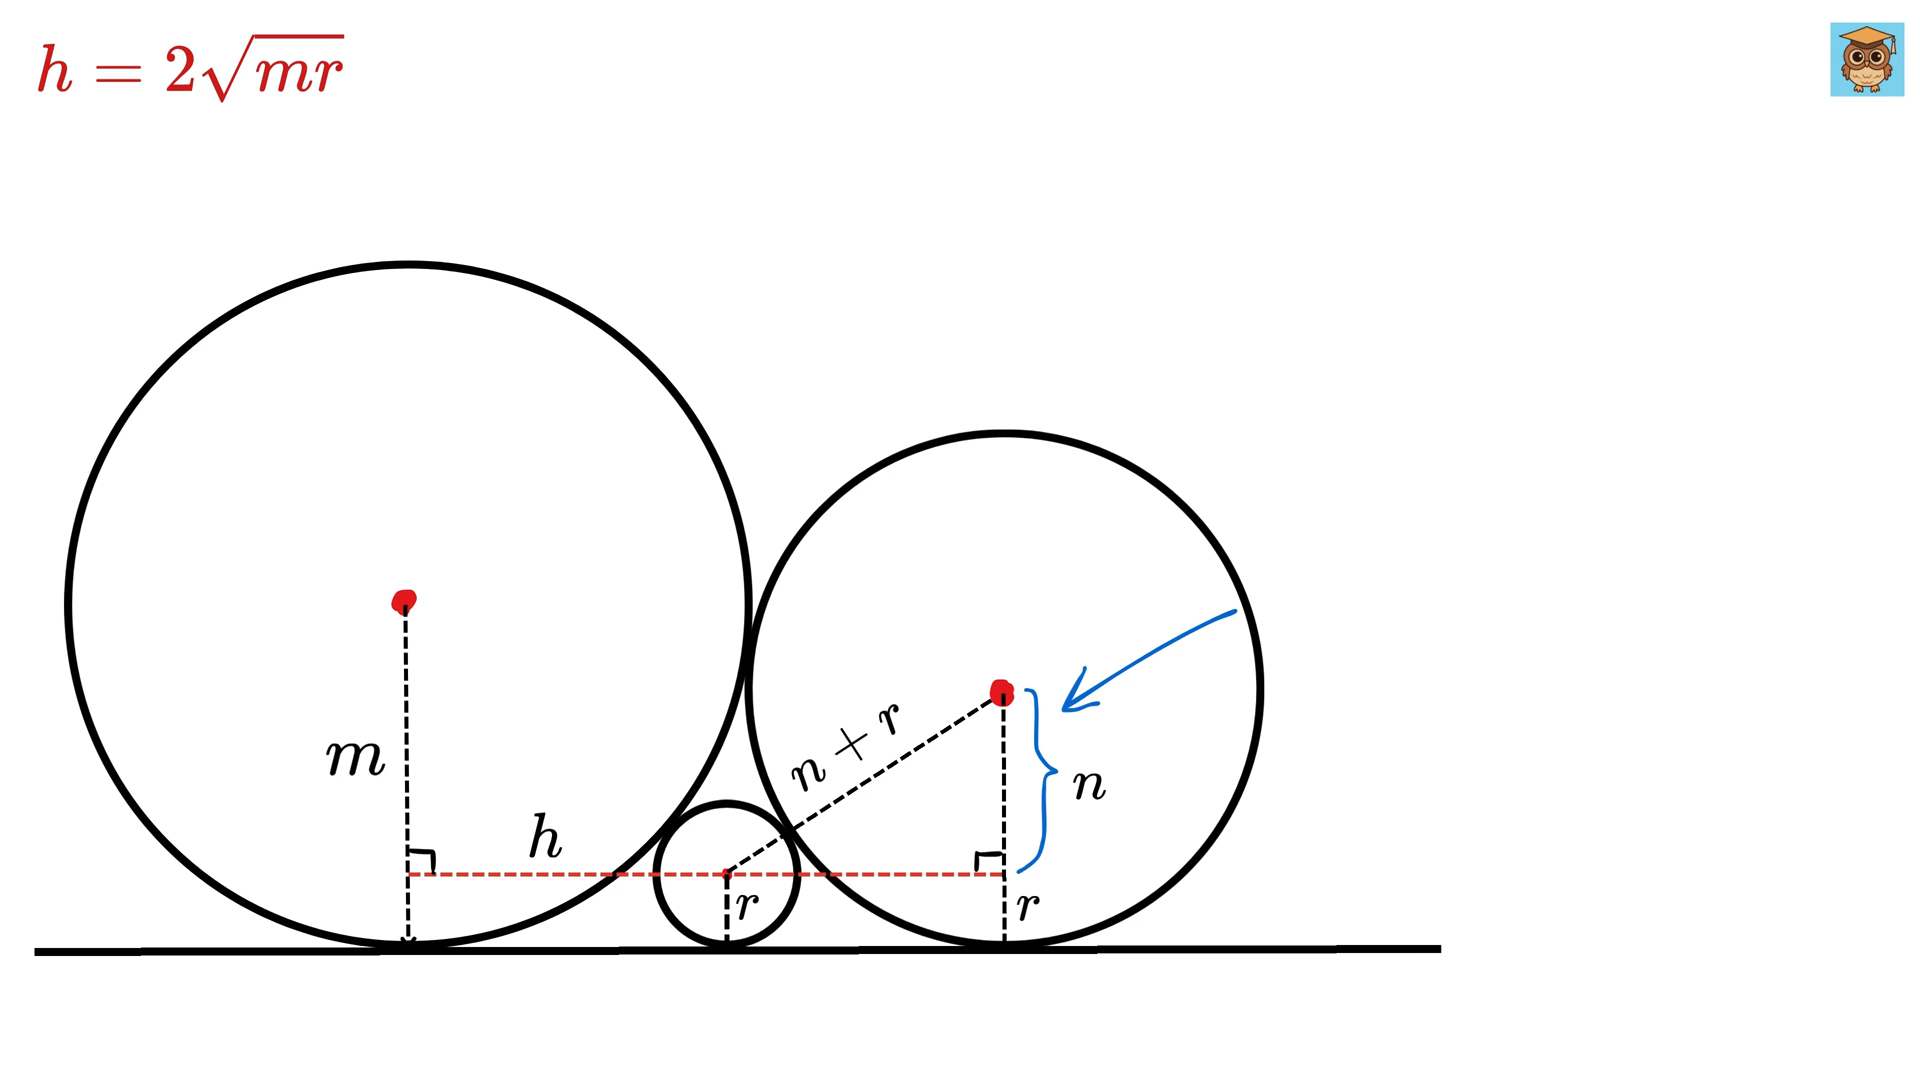 h = 2√mr
n + r
m
n
h
r
r